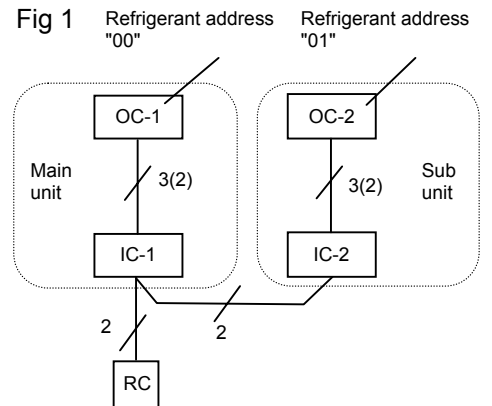 Fig 1
Refrigerant address
"00"
Refrigerant address
"01"
OC-1
OC-2
Main
unit
3(2)
3(2)
Sub
unit
IC-1
IC-2
2
2
RC